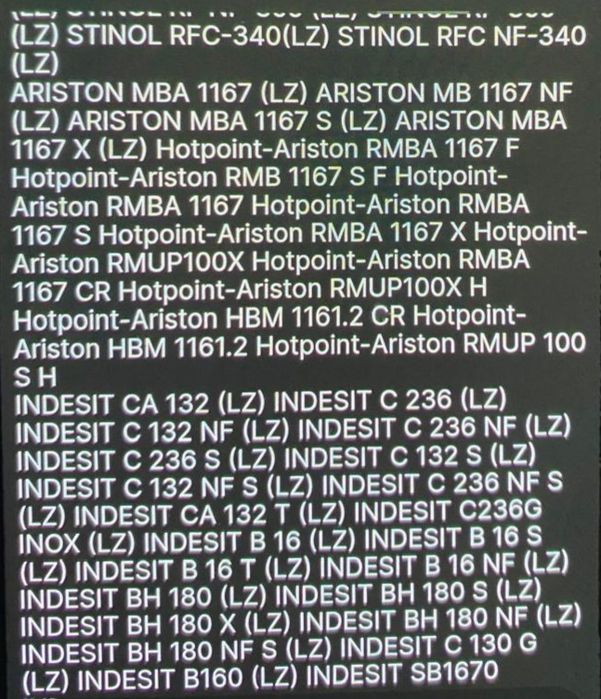 (LZ) STINOL RFC-340(LZ) STINOL RFC NF-340
(LZ)
ARISTON MBA 1167 (LZ) ARISTON MB 1167 NF
(LZ) ARISTON MBA 1167 S (LZ) ARISTON MBA
1167 X (LZ) Hotpoint-Ariston RMBA 1167 F
Hotpoint-Ariston RMB 1167 S F Hotpoint-
Ariston RMBA 1167 Hotpoint-Ariston RMBA
1167 S Hotpoint-Ariston RMBA 1167 X Hotpoint-
Ariston RMUP100X Hotpoint-Ariston RMBA
1167 CR Hotpoint-Ariston RMUP100X H
Hotpoint-Ariston HBM 1161.2 CR Hotpoint-
Ariston HBM 1161.2 Hotpoint-Ariston RMUP 100
S H
INDESIT CA 132 (LZ) INDESIT C 236 (LZ)
INDESIT C 132 NF (LZ) INDESIT C 236 NF (LZ)
INDESIT C 236 S (LZ) INDESIT C 132 S (LZ)
INDESIT C 132 NF S (LZ) INDESIT C 236 NF S
(LZ) INDESIT CA 132 T (LZ) INDESIT C236G
INOX (LZ) INDESIT B 16 (LZ) INDESIT B 16 S
(LZ) INDESIT B 16 T (LZ) INDESIT B 16 NF (LZ)
INDESIT BH 180 (LZ) INDESIT BH 180 S (LZ)
INDESIT BH 180 X (LZ) INDESIT BH 180 NF (LZ)
INDESIT BH 180 NF S (LZ) INDESIT C 130 G
(LZ) INDESIT B160 (LZ) INDESIT SB1670